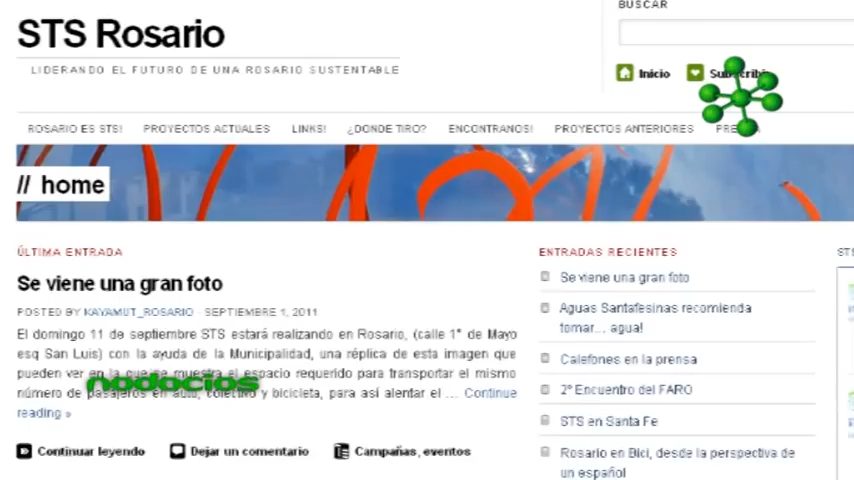 BUSCAR
STS Rosario
LIDERANDO EL FUTURO DE UNA ROSARIO SUSTENTABLE
Inicio
ROSARIO ES STS! PROYECTOS ACTUALES LINKS! ¿DONDE TIRO? ENCONTRANOS! PROYECTOS ANTERIORES
// home
ÚLTIMA ENTRADA
Se viene una gran foto
POSTED BY KAYAMUT_ROSARIO · SEPTIEMBRE 1, 2011
El domingo 11 de septiembre STS estará realizando en Rosario, (calle 1° de Mayo
esq San Luis) con la ayuda de la Municipalidad, una réplica de esta imagen que
pueden ver en la que se muestra el espacio requerido para transportar el mismo
número de pasajeros en auto, colectivo y bicicleta, para así alentar el ... Continue
reading »
nodocios
Continuar leyendo Dejar un comentario Campañas, eventos
ENTRADAS RECIENTES
Se viene una gran foto
Aguas Santafesinas recomienda
tomar... agua!
Calefones en la prensa
2° Encuentro del FARO
STS en Santa Fe
Rosario en Bici, desde la perspectiva de
un español